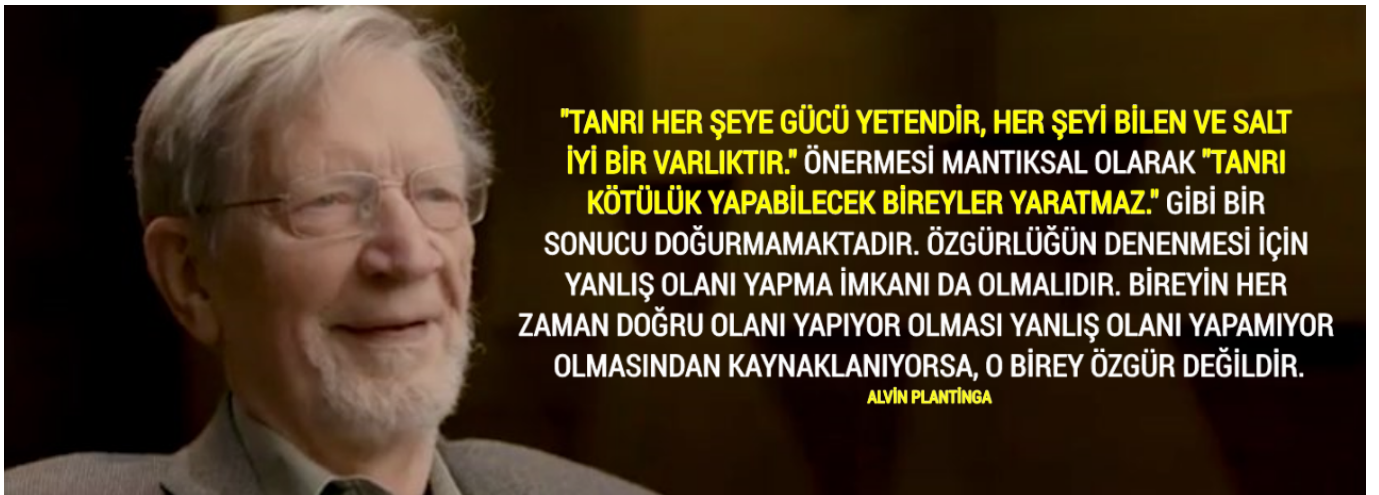 "TANRI HER ŞEYE GÜCÜ YETENDİR, HER ŞEYİ BİLEN VE SALT
İYİ BİR VARLIKTIR." ÖNERMESİ MANTIKSAL OLARAK "TANRI
KÖTÜLÜK YAPABİLECEK BİREYLER YARATMAZ." GİBİ BİR
SONUCU DOĞURMAMAKTADIR. ÖZGÜRLÜĞÜN DENENMESİ İÇİN
YANLIŞ OLANI YAPMA İMKANI DA OLMALIDIR. BİREYİN HER
ZAMAN DOĞRU OLANI YAPIYOR OLMASI YANLIŞ OLANI YAPAMIYOR
OLMASINDAN KAYNAKLANIYORSA, O BİREY ÖZGÜR DEĞİLDİR.
ALVİN PLANTİNGA